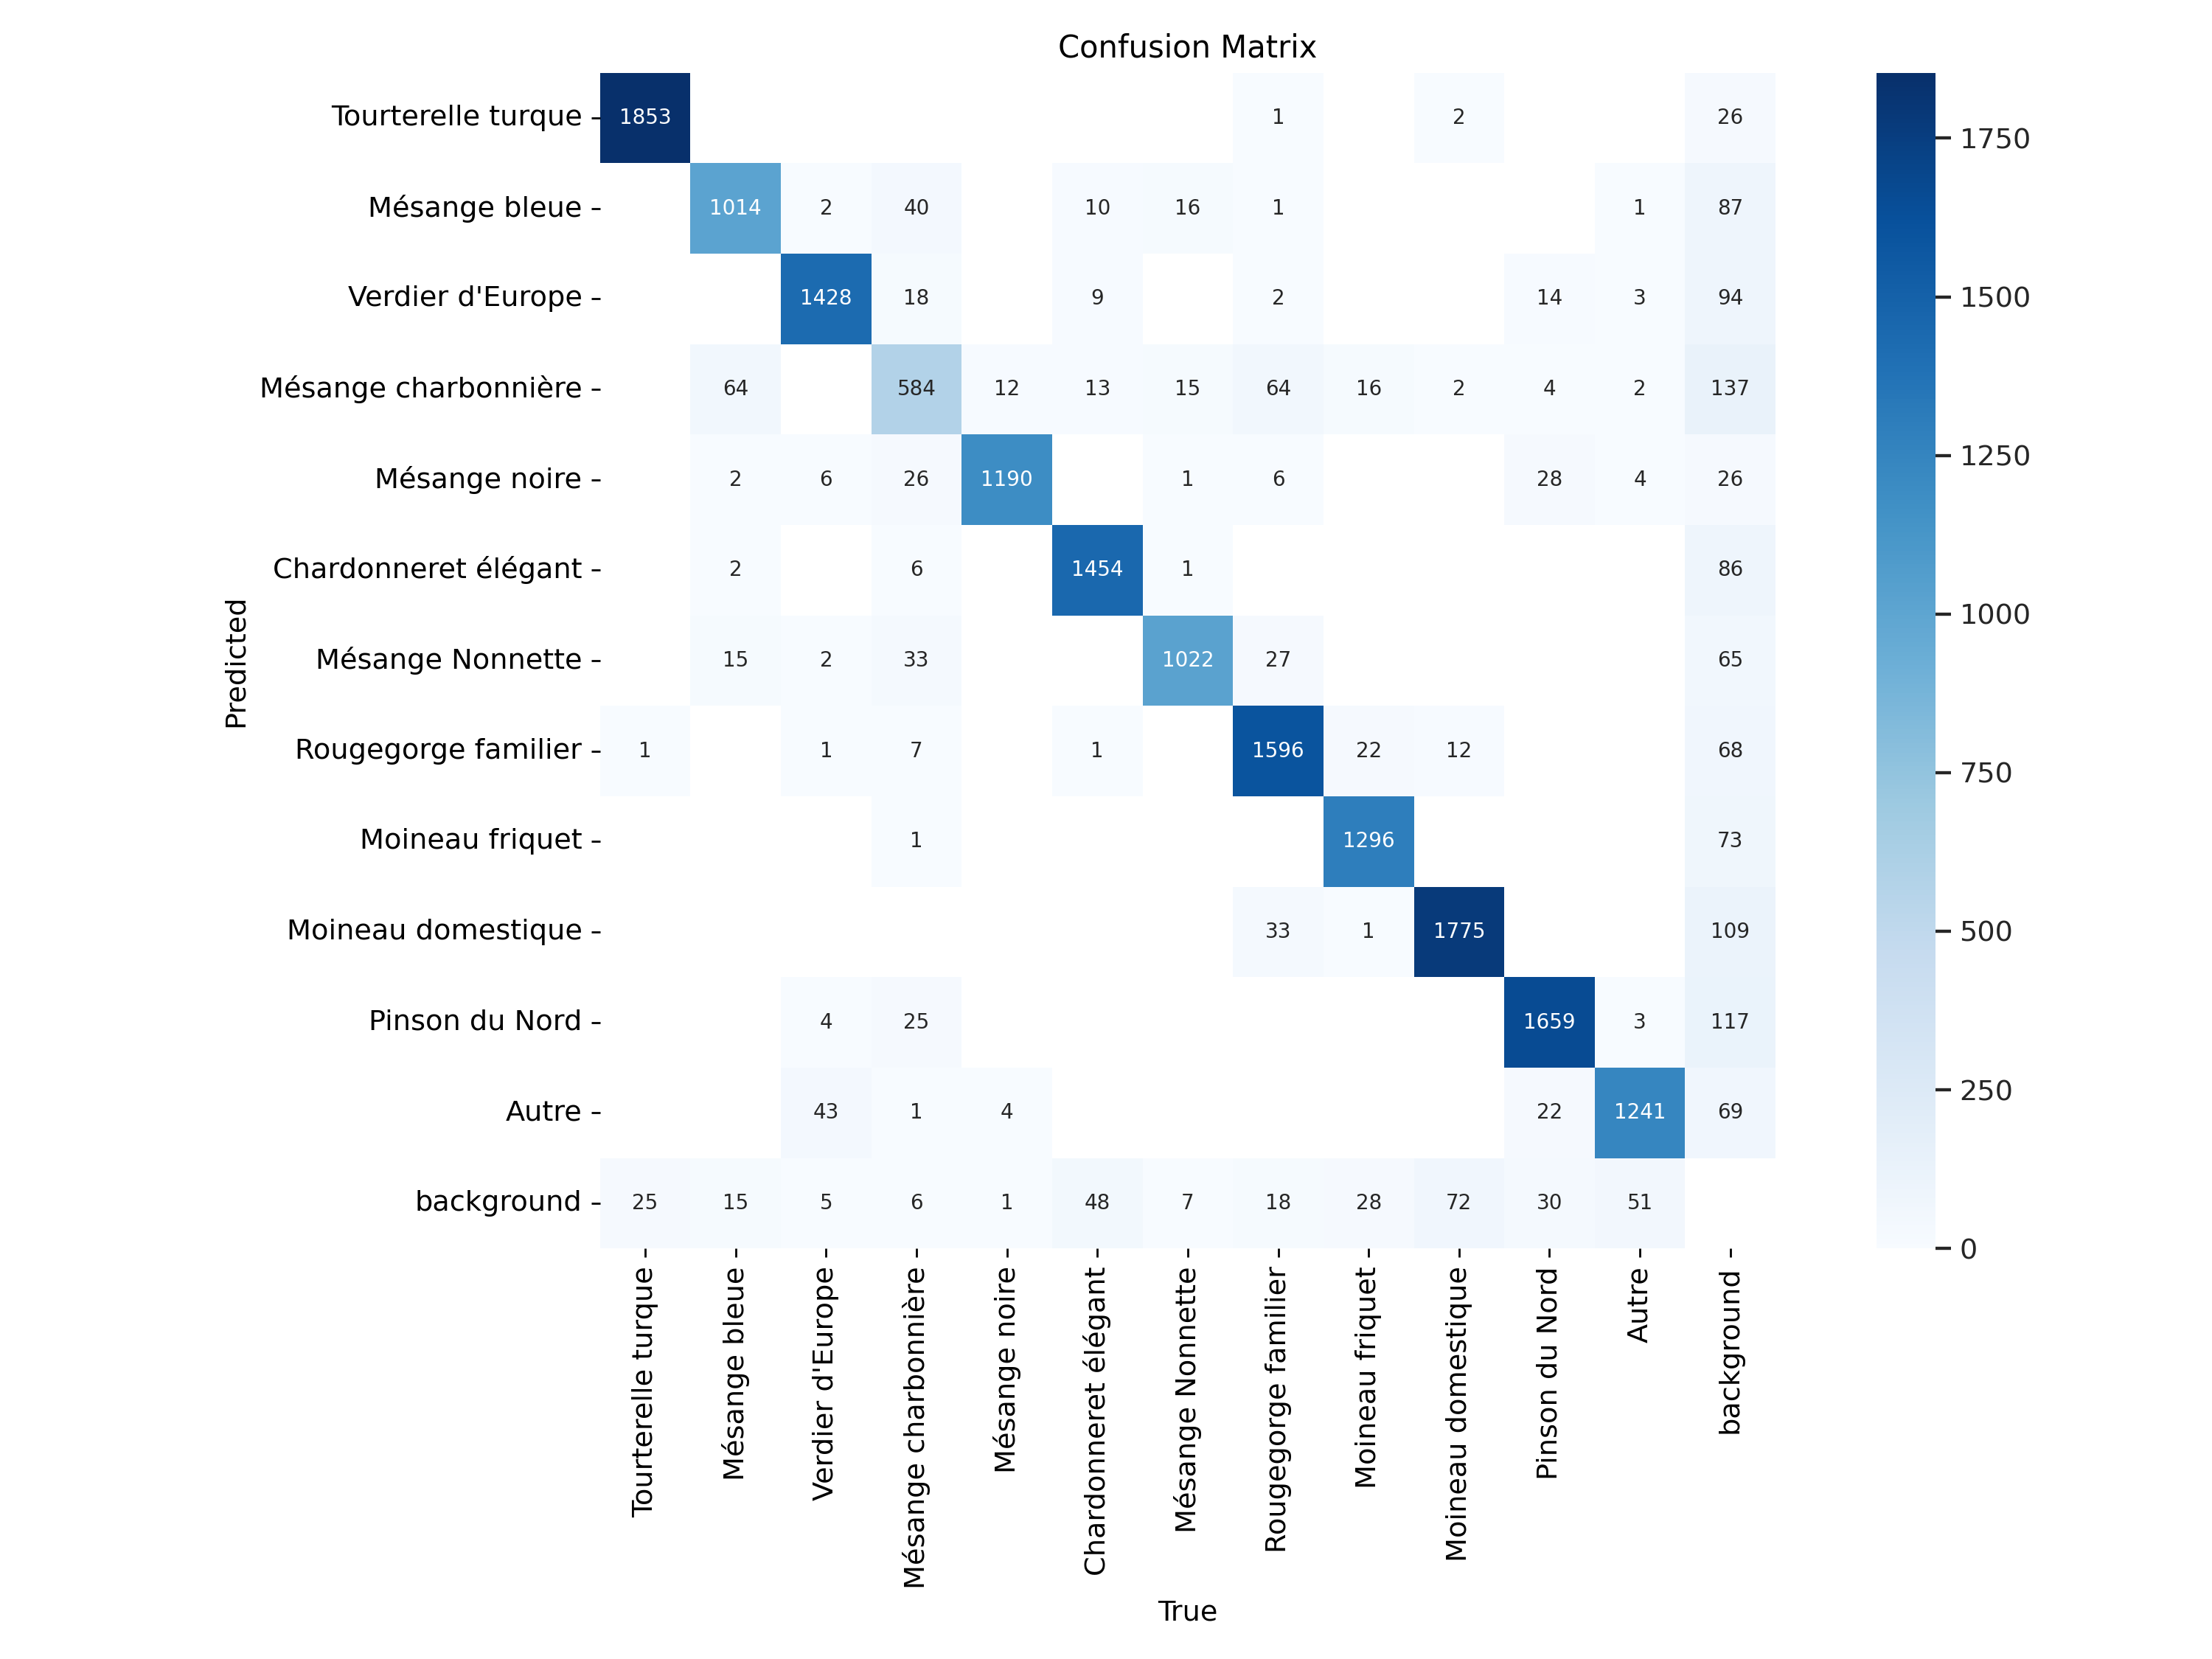 Confusion Matrix
Tourterelle turque 1853 1 2 26
Mésange bleue 1014 2 40 10 16 1 1 87
Verdier d'Europe 1428 18 9 2 14 3 94
Mésange charbonnière 64 584 12 13 15 64 16 2 4 2 137
Mésange noire 2 6 26 1190 1 6 28 4 26
Chardonneret élégant 2 6 1454 1 86
Mésange Nonnette 15 2 33 1022 27 65
Rougegorge familier 1 1 7 1 1596 22 12 68
Moineau friquet 1 1296 73
Moineau domestique 33 1 1775 109
Pinson du Nord 4 25 1659 3 117
Autre 43 1 4 22 1241 69
background 25 15 5 6 1 48 7 18 28 72 30 51
Predicted
Tourterelle turque
Mésange bleue
Verdier d'Europe
Mésange charbonnière
Mésange noire
Chardonneret élégant
Mésange Nonnette
Rougegorge familier
Moineau friquet
Moineau domestique
Pinson du Nord
Autre
background
True
1750
1500
1250
1000
750
500
250
0